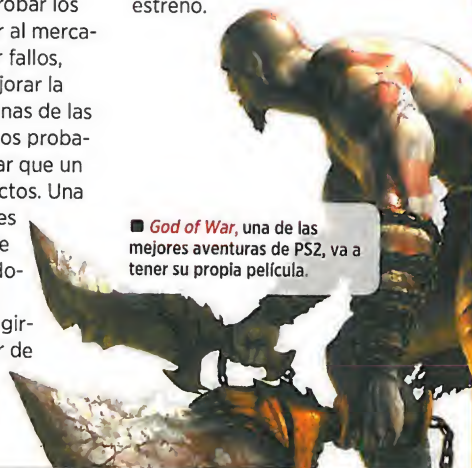 robar los
r al merca-
r fallos,
jorar la
nas de las
os proba-
ar que un
ctos. Una
es
e
do-
gir-
r de
estreno.
■ God of War, una de las
mejores aventuras de PS2, va a
tener su propia película.